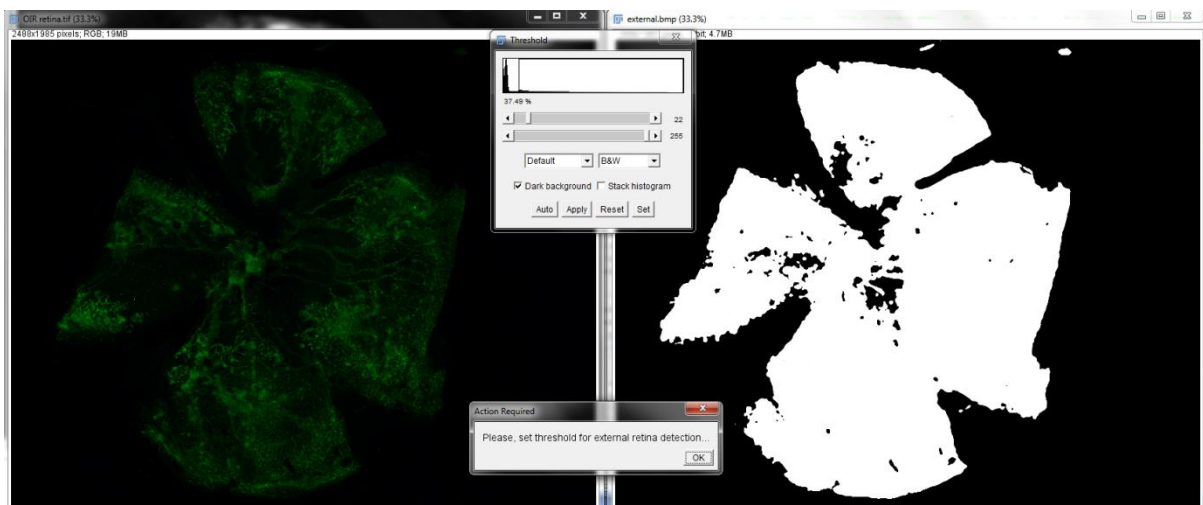 OIR retina.tif (33.3%)
2488x1985 pixels; RGB; 19MB
Threshold
37.49 %
22
255
Default
B&W
Dark background
Stack histogram
Auto
Apply
Reset
Set
external.bmp (33.3%)
bit; 4.7MB
Action Required
Please, set threshold for external retina detection...
OK